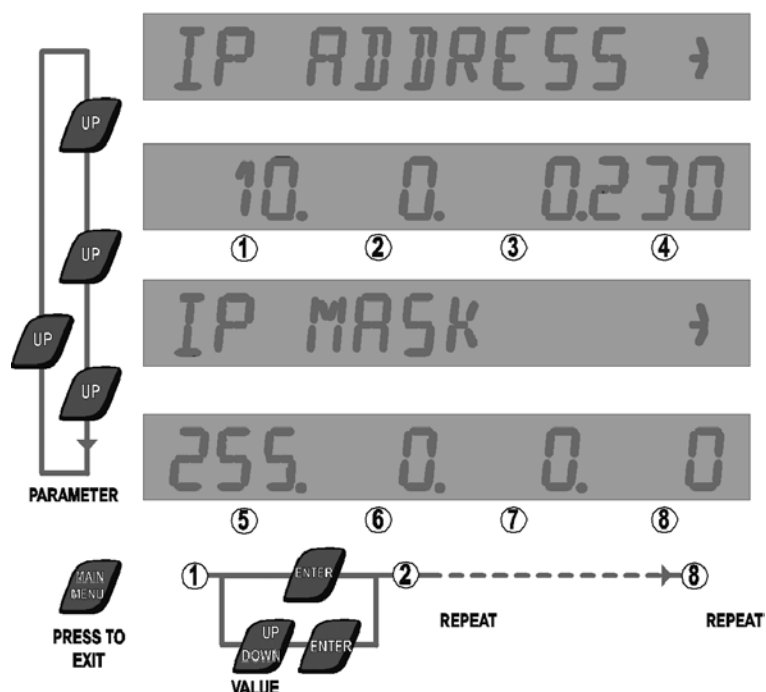 IP ADDRESS →
UP
10. 0. 0.230
① ② ③ ④
UP
IP MASK →
UP
UP
255. 0. 0. 0
PARAMETER
⑤ ⑥ ⑦ ⑧
MAIN
MENU
① ENTER ② ⑧
PRESS TO
EXIT
UP
DOWN
ENTER
REPEAT REPEAT
VALUE